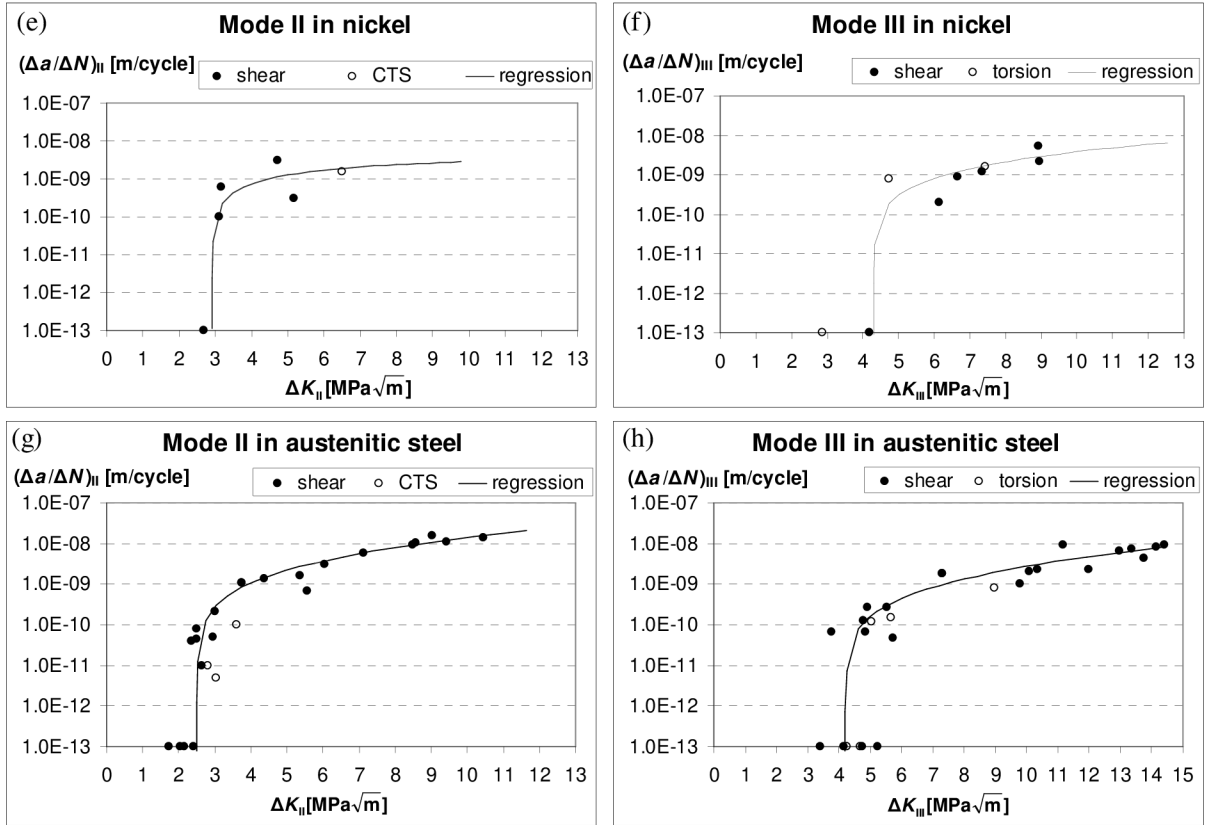 (e) Mode II in nickel
(Δa/ΔN)II [m/cycle]
shear CTS regression
1.0E-07
1.0E-08
1.0E-09
1.0E-10
1.0E-11
1.0E-12
1.0E-13
0 1 2 3 4 5 6 7 8 9 10 11 12 13
ΔKII [MPa√m]
(f) Mode III in nickel
(Δa/ΔN)III [m/cycle]
shear torsion regression
1.0E-07
1.0E-08
1.0E-09
1.0E-10
1.0E-11
1.0E-12
1.0E-13
0 1 2 3 4 5 6 7 8 9 10 11 12 13
ΔKIII [MPa√m]
(g) Mode II in austenitic steel
(Δa/ΔN)II [m/cycle]
shear CTS regression
1.0E-07
1.0E-08
1.0E-09
1.0E-10
1.0E-11
1.0E-12
1.0E-13
0 1 2 3 4 5 6 7 8 9 10 11 12 13
ΔKII [MPa√m]
(h) Mode III in austenitic steel
(Δa/ΔN)III [m/cycle]
shear torsion regression
1.0E-07
1.0E-08
1.0E-09
1.0E-10
1.0E-11
1.0E-12
1.0E-13
0 1 2 3 4 5 6 7 8 9 10 11 12 13 14 15
ΔKIII [MPa√m]